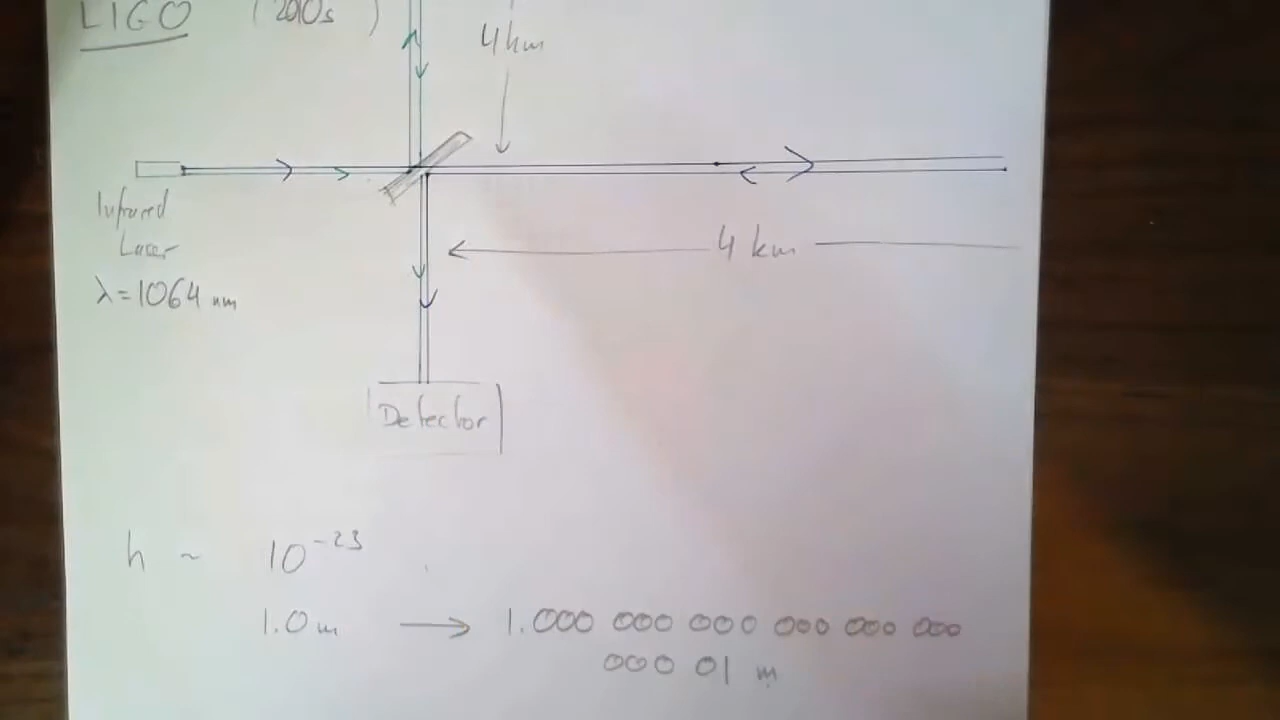 LIGO (2010s)
4km
Infrared
Laser
λ=1064 nm
4 km
Detector
h ~ 10⁻²³
1.0 m → 1.000 000 000 000 000 000
000 01 m